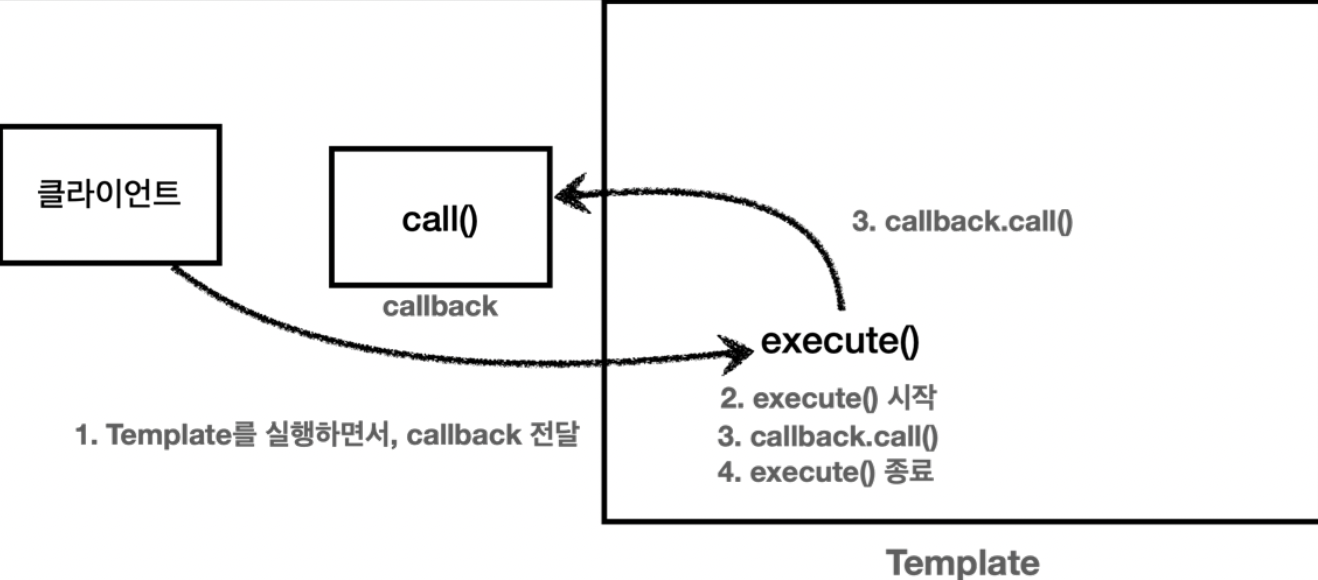 클라이언트
call()
callback
3. callback.call()
execute()
2. execute() 시작
3. callback.call()
4. execute() 종료
1. Template를 실행하면서, callback 전달
Template